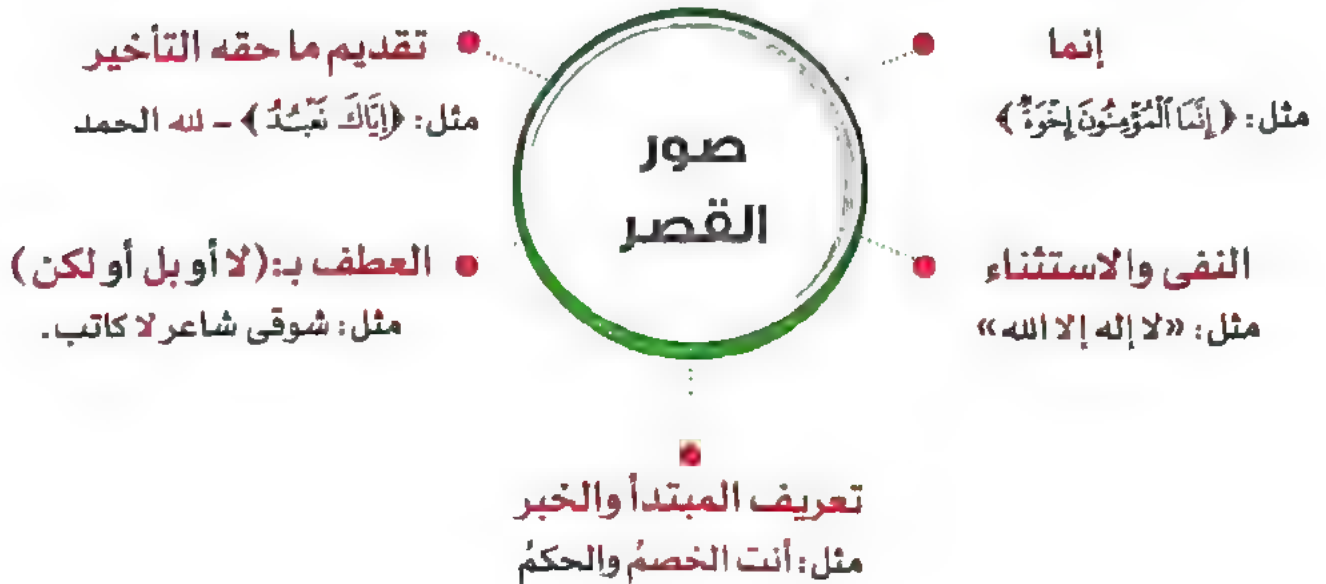 صور
القصر
إنما
مثل: ﴿إِنَّمَا ٱلْمُؤْمِنُونَ إِخْوَةٌ﴾
النفى والاستثناء
مثل: «لا إله إلا الله»
تقديم ما حقه التأخير
مثل: ﴿إِيَّاكَ نَعْبُدُ﴾ - لله الحمد
العطف بـ: (لا أو بل أو لكن)
مثل: شوقى شاعر لا كاتب.
تعريف المبتدأ والخبر
مثل: أنت الخصمُ والحكمُ